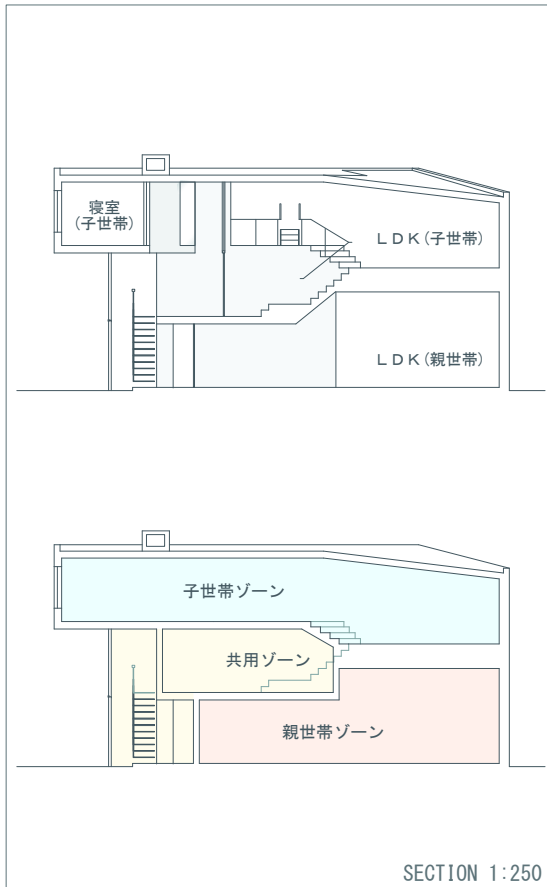 寝室
(子世帯)
ＬＤＫ(子世帯)
ＬＤＫ(親世帯)
子世帯ゾーン
共用ゾーン
親世帯ゾーン
SECTION 1:250